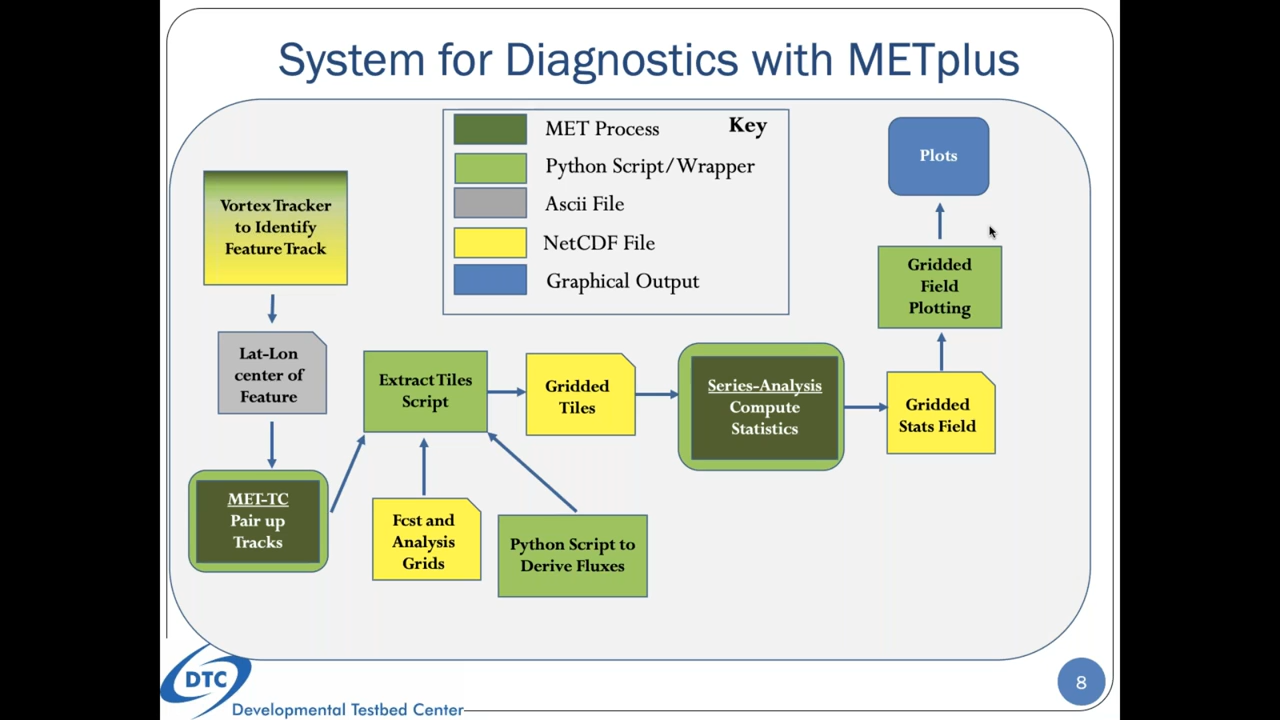 System for Diagnostics with METplus
Key
MET Process
Python Script/Wrapper
Ascii File
NetCDF File
Graphical Output
Vortex Tracker
to Identify
Feature Track
Lat-Lon
center of
Feature
MET-TC
Pair up
Tracks
Extract Tiles
Script
Fcst and
Analysis
Grids
Python Script to
Derive Fluxes
Gridded
Tiles
Series-Analysis
Compute
Statistics
Gridded
Stats Field
Gridded
Field
Plotting
Plots
DTC
Developmental Testbed Center
8